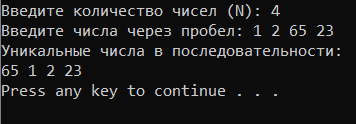 Введите количество чисел (N): 4
Введите числа через пробел: 1 2 65 23
Уникальные числа в последовательности:
65 1 2 23
Press any key to continue . . .